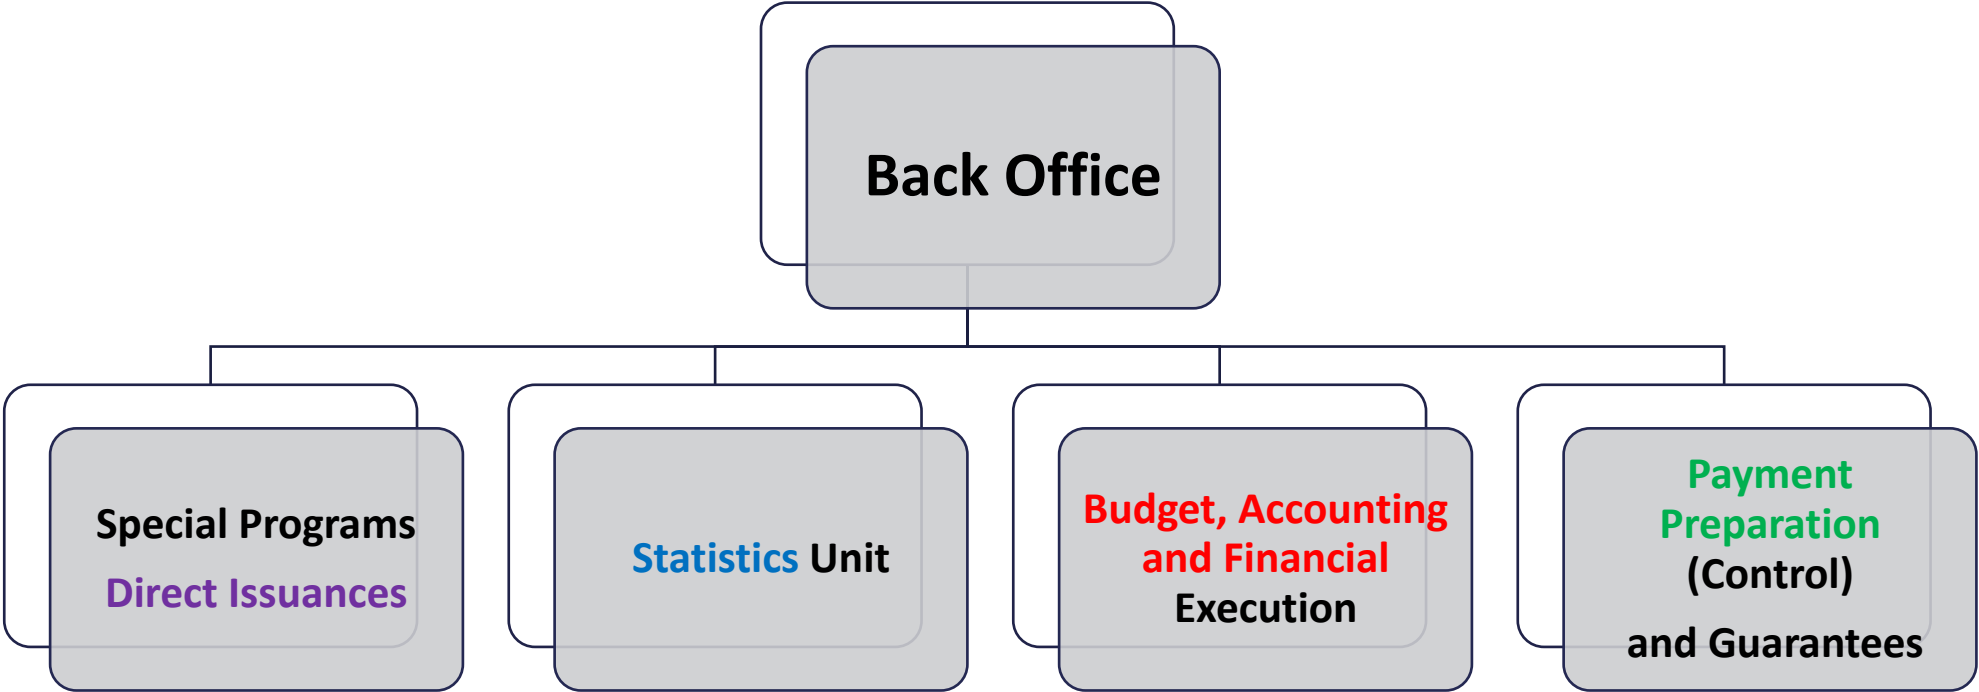 Back Office
Special Programs
Direct Issuances
Statistics Unit
Budget, Accounting
and Financial
Execution
Payment
Preparation
(Control)
and Guarantees